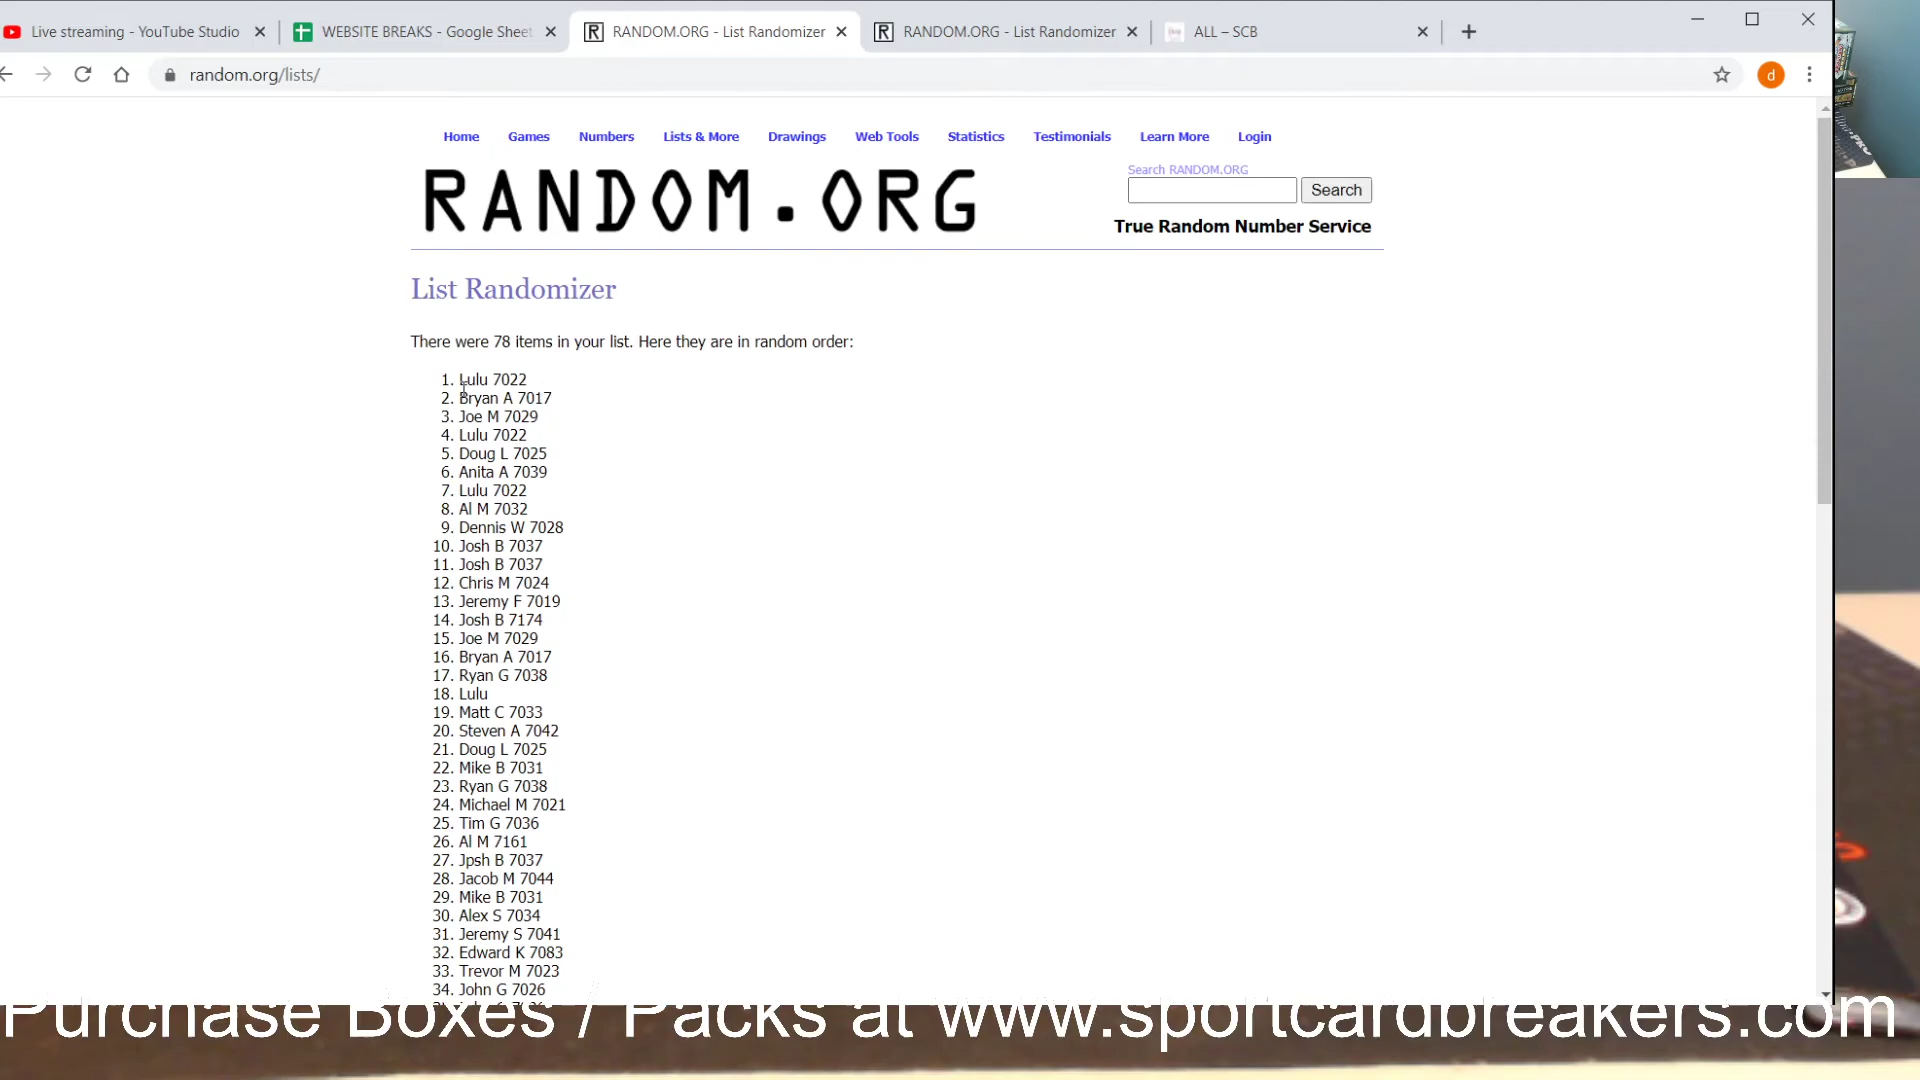 Live streaming - YouTube Studio
WEBSITE BREAKS - Google Sheet
RANDOM.ORG - List Randomizer
RANDOM.ORG - List Randomizer
ALL – SCB
random.org/lists/
d
Home Games Numbers Lists & More Drawings Web Tools Statistics Testimonials Learn More Login
RANDOM.ORG
Search RANDOM.ORG
Search
True Random Number Service
List Randomizer
There were 78 items in your list. Here they are in random order:
1. Lulu 7022
2. Bryan A 7017
3. Joe M 7029
4. Lulu 7022
5. Doug L 7025
6. Anita A 7039
7. Lulu 7022
8. Al M 7032
9. Dennis W 7028
10. Josh B 7037
11. Josh B 7037
12. Chris M 7024
13. Jeremy F 7019
14. Josh B 7174
15. Joe M 7029
16. Bryan A 7017
17. Ryan G 7038
18. Lulu
19. Matt C 7033
20. Steven A 7042
21. Doug L 7025
22. Mike B 7031
23. Ryan G 7038
24. Michael M 7021
25. Tim G 7036
26. Al M 7161
27. Jpsh B 7037
28. Jacob M 7044
29. Mike B 7031
30. Alex S 7034
31. Jeremy S 7041
32. Edward K 7083
33. Trevor M 7023
34. John G 7026
Purchase Boxes / Packs at www.sportcardbreakers.com